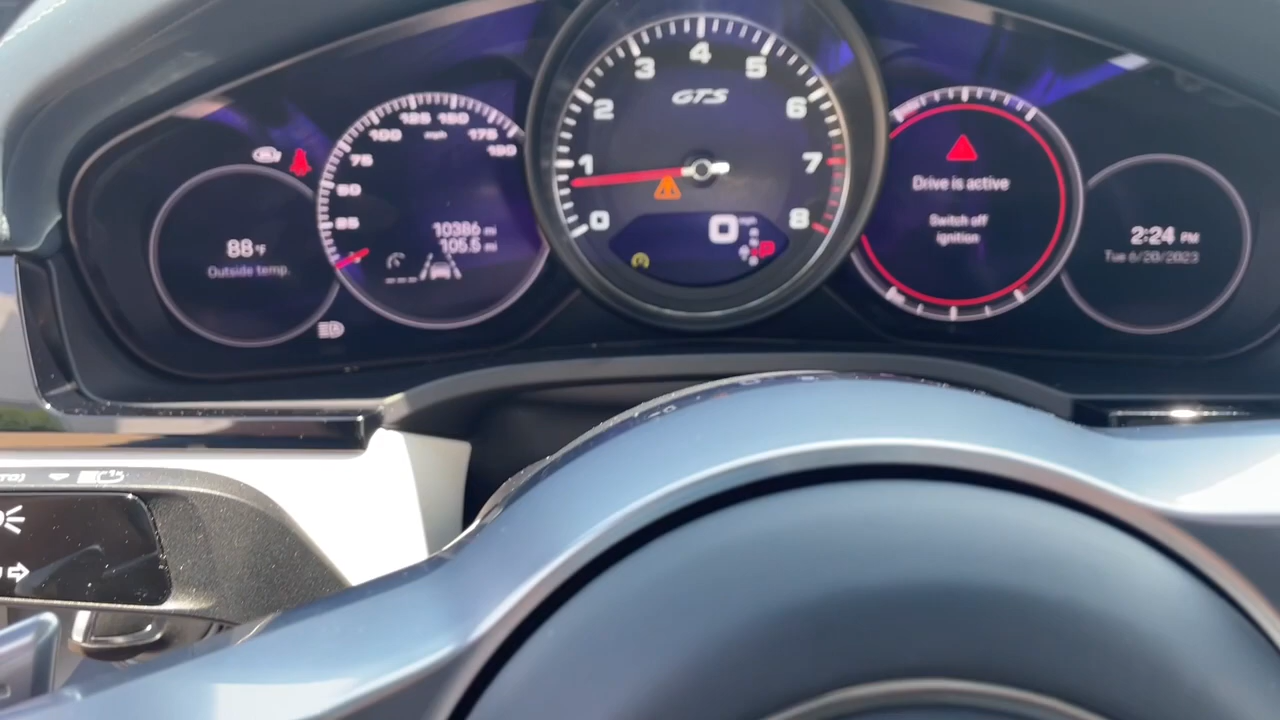 88°F
Outside temp.
25
50
75
100
125
150
175
mph
10386 mi
105.5 mi
0
1
2
3
4
5
6
7
8
GTS
0
Drive is active
Switch off
ignition
2:24 PM
Tue 6/20/2023